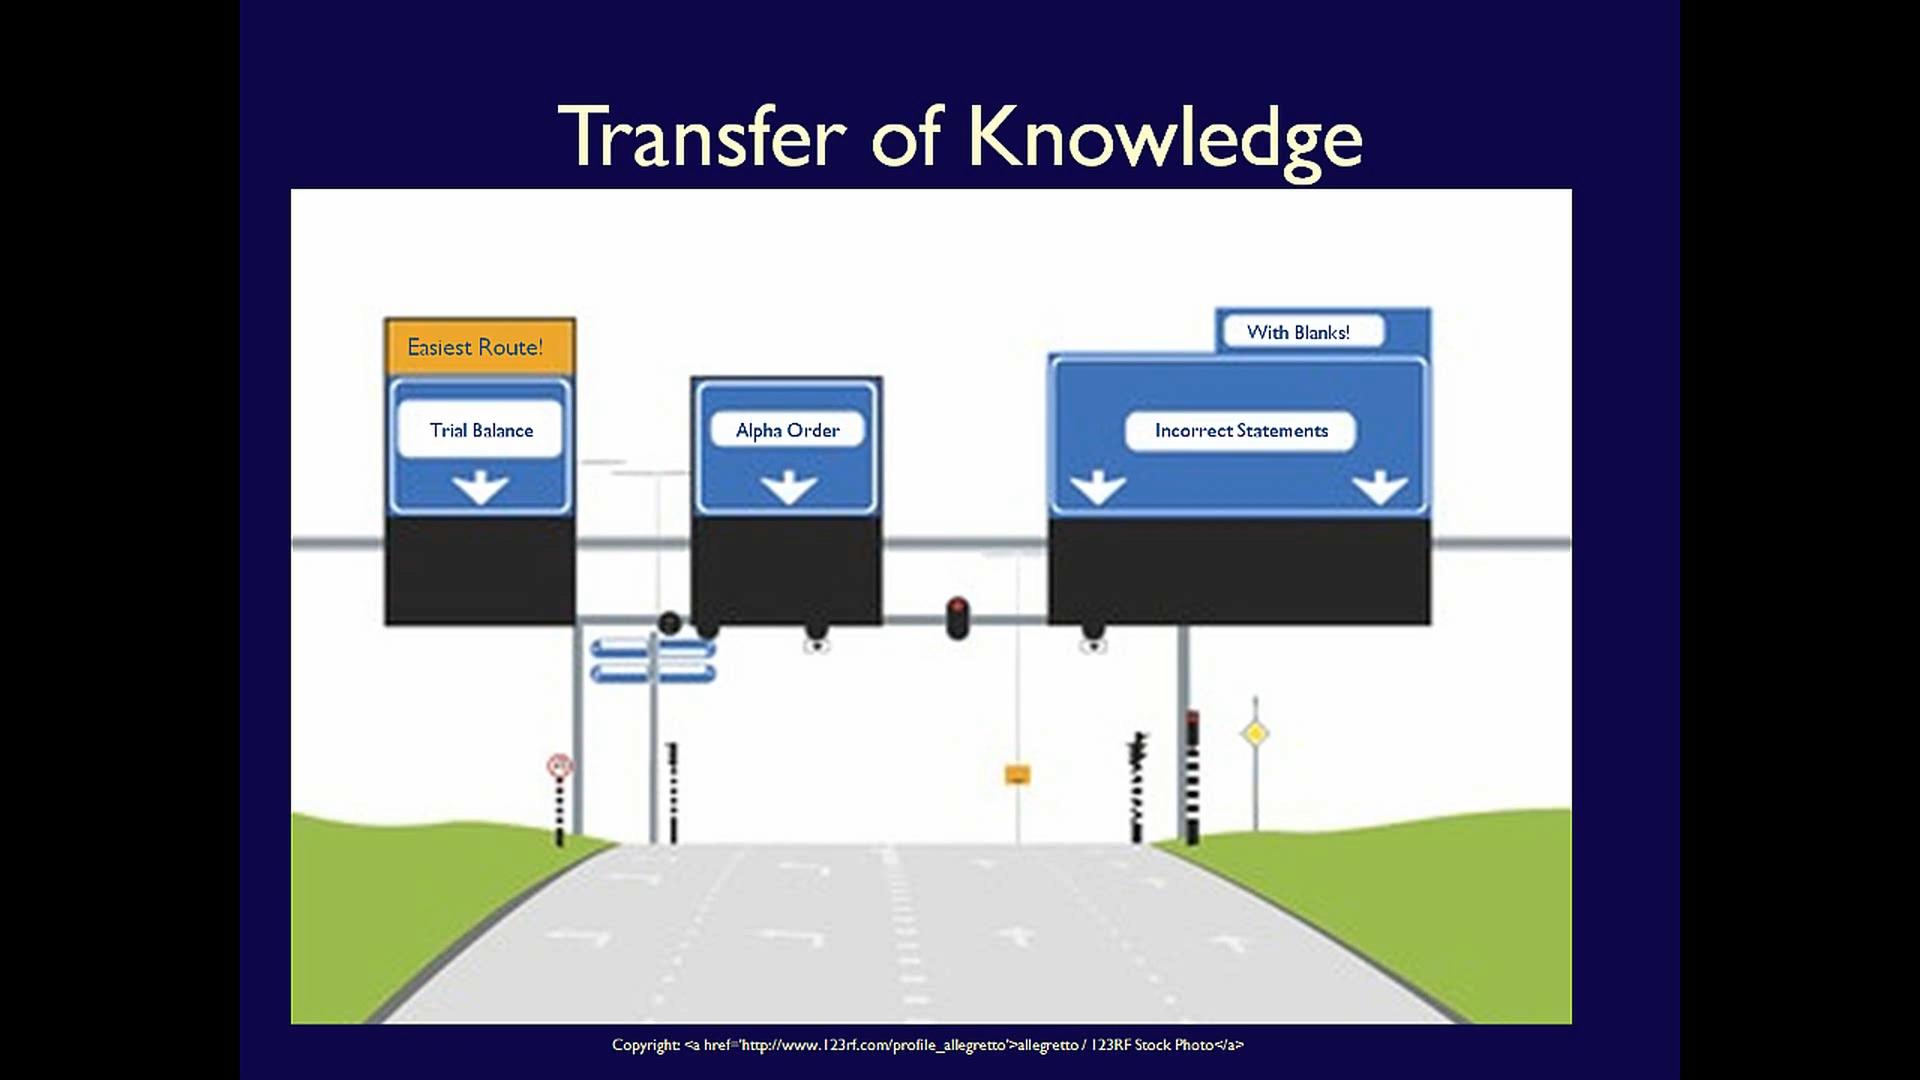 Transfer of Knowledge
Easiest Route!
With Blanks!
Trial Balance
Alpha Order
Incorrect Statements
Copyright: <a href='http://www.123rf.com/profile_allegretto'>allegretto / 123RF Stock Photo</a>